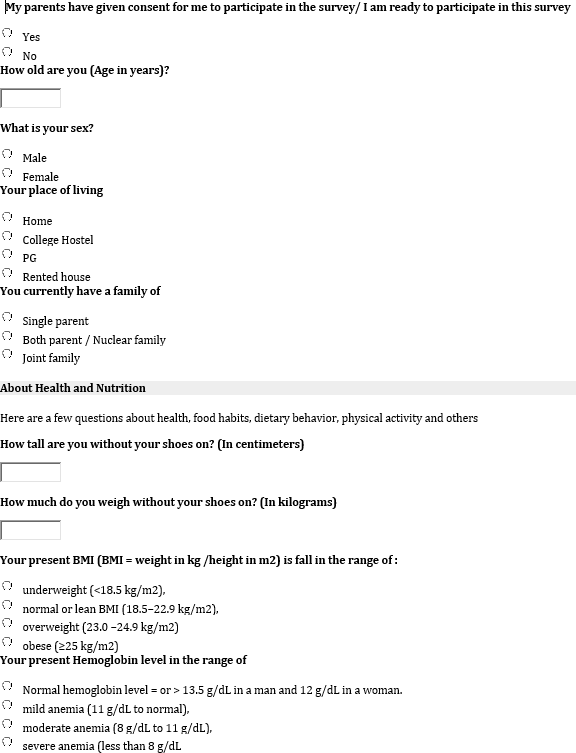 My parents have given consent for me to participate in the survey/ I am ready to participate in this survey
Yes
No
How old are you (Age in years)?
What is your sex?
Male
Female
Your place of living
Home
College Hostel
PG
Rented house
You currently have a family of
Single parent
Both parent / Nuclear family
Joint family
About Health and Nutrition
Here are a few questions about health, food habits, dietary behavior, physical activity and others
How tall are you without your shoes on? (In centimeters)
How much do you weigh without your shoes on? (In kilograms)
Your present BMI (BMI = weight in kg /height in m2) is fall in the range of :
underweight (<18.5 kg/m2),
normal or lean BMI (18.5–22.9 kg/m2),
overweight (23.0 –24.9 kg/m2)
obese (≥25 kg/m2)
Your present Hemoglobin level in the range of
Normal hemoglobin level = or > 13.5 g/dL in a man and 12 g/dL in a woman.
mild anemia (11 g/dL to normal),
moderate anemia (8 g/dL to 11 g/dL),
severe anemia (less than 8 g/dL